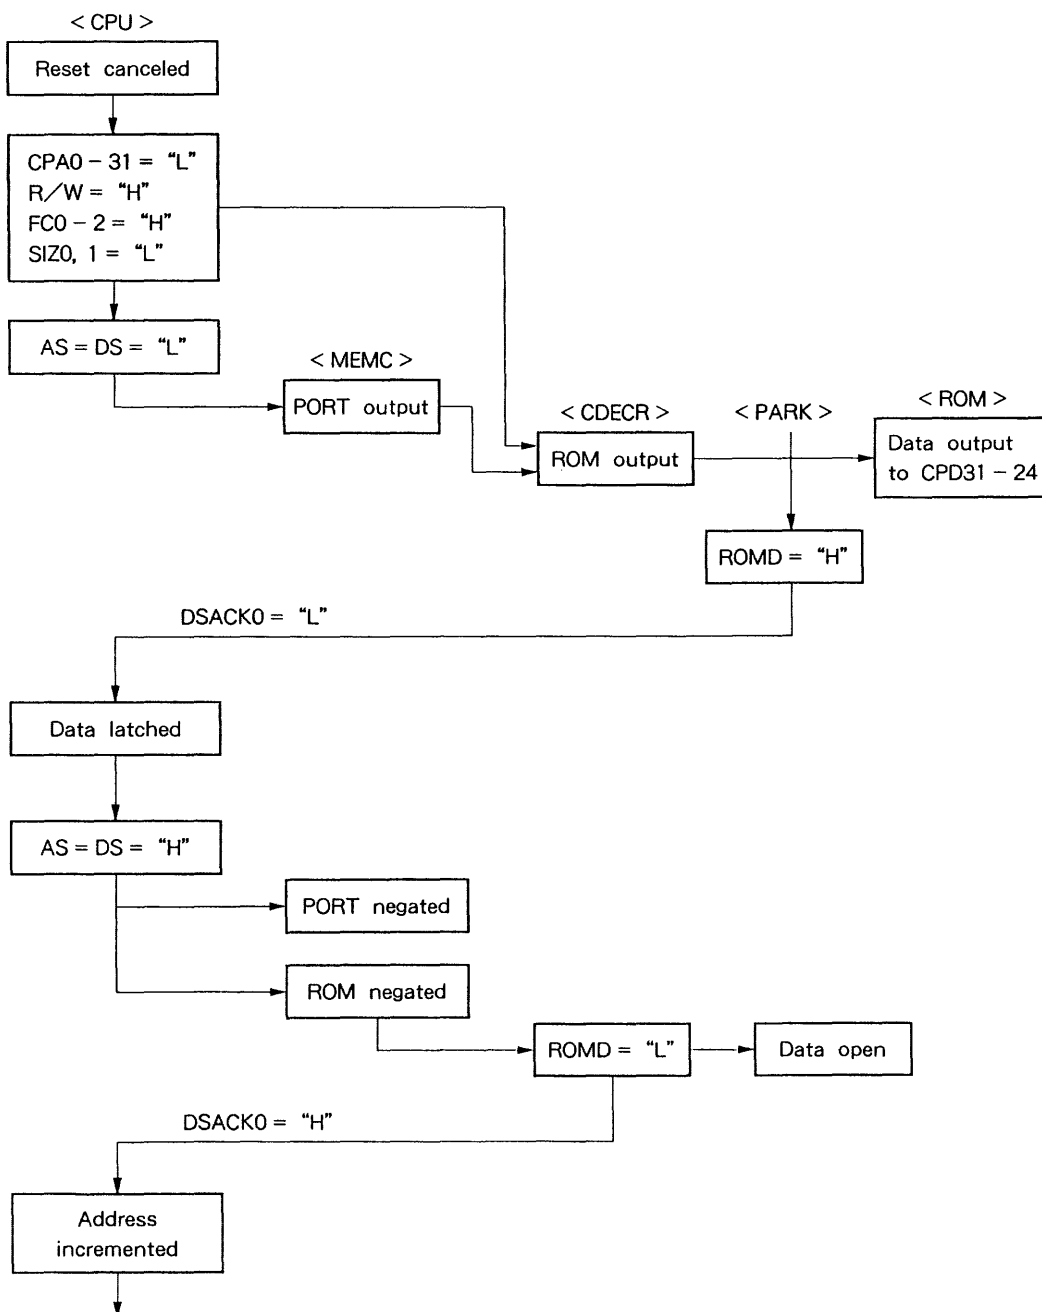 < CPU >
Reset canceled
CPA0 – 31 = “L”
R/W = “H”
FC0 – 2 = “H”
SIZ0, 1 = “L”
AS = DS = “L”
< MEMC >
PORT output
< CDECR >
ROM output
< PARK >
< ROM >
Data output
to CPD31 – 24
ROMD = “H”
DSACK0 = “L”
Data latched
AS = DS = “H”
PORT negated
ROM negated
ROMD = “L”
Data open
DSACK0 = “H”
Address
incremented